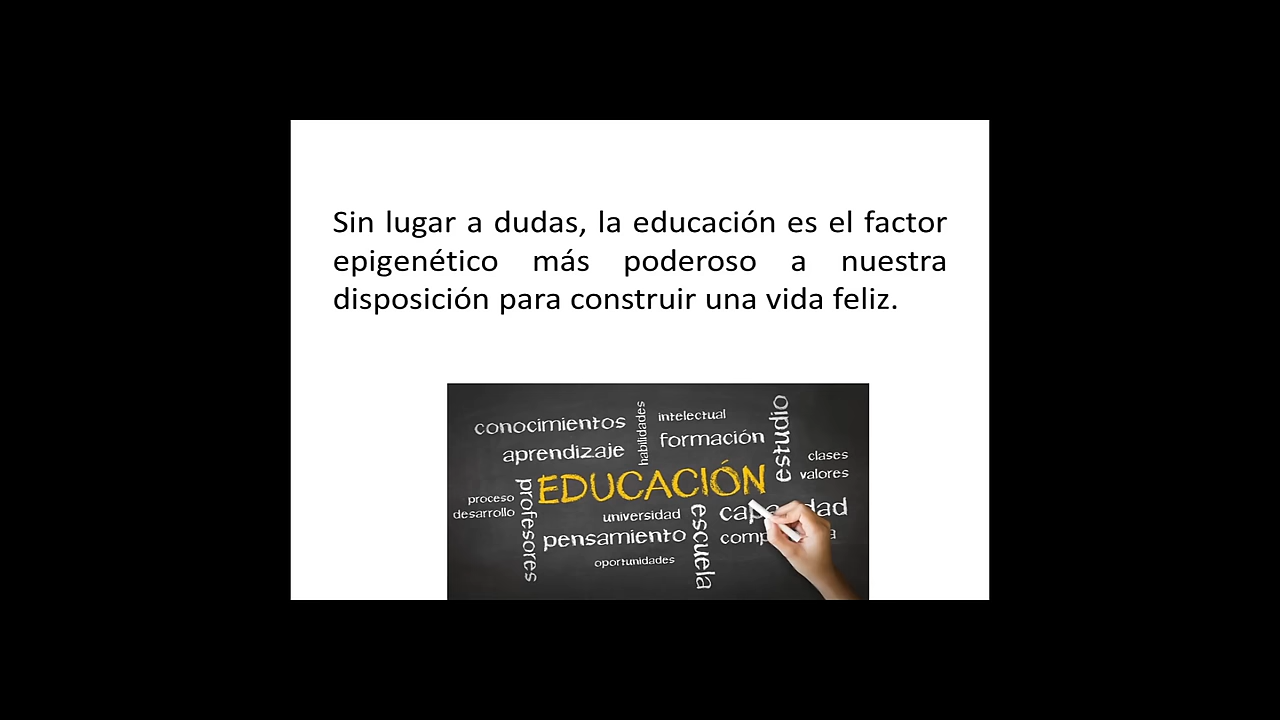 Sin lugar a dudas, la educación es el factor
epigenético más poderoso a nuestra
disposición para construir una vida feliz.
conocimientos
habilidades
intelectual
estudio
aprendizaje
formación
clases
valores
EDUCACIÓN
proceso
desarrollo
profesores
universidad
escuela
pensamiento
oportunidades